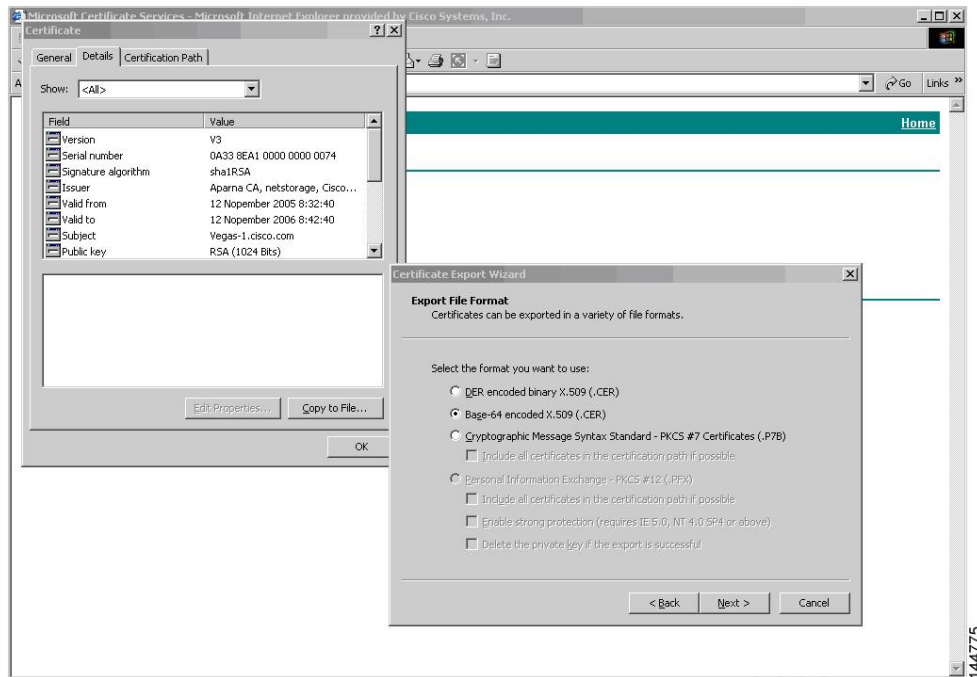 Microsoft Certificate Services - Microsoft Internet Explorer provided by Cisco Systems, Inc.
Certificate
General
Details
Certification Path
Show:
<All>
Field
Value
Version
V3
Serial number
0A33 8EA1 0000 0000 0074
Signature algorithm
sha1RSA
Issuer
Aparna CA, netstorage, Cisco...
Valid from
12 Nopember 2005 8:32:40
Valid to
12 Nopember 2006 8:42:40
Subject
Vegas-1.cisco.com
Public key
RSA (1024 Bits)
Edit Properties...
Copy to File...
OK
Go
Links »
Home
Certificate Export Wizard
Export File Format
Certificates can be exported in a variety of file formats.
Select the format you want to use:
DER encoded binary X.509 (.CER)
Base-64 encoded X.509 (.CER)
Cryptographic Message Syntax Standard - PKCS #7 Certificates (.P7B)
Include all certificates in the certification path if possible
Personal Information Exchange - PKCS #12 (.PFX)
Include all certificates in the certification path if possible
Enable strong protection (requires IE 5.0, NT 4.0 SP4 or above)
Delete the private key if the export is successful
< Back
Next >
Cancel
144775